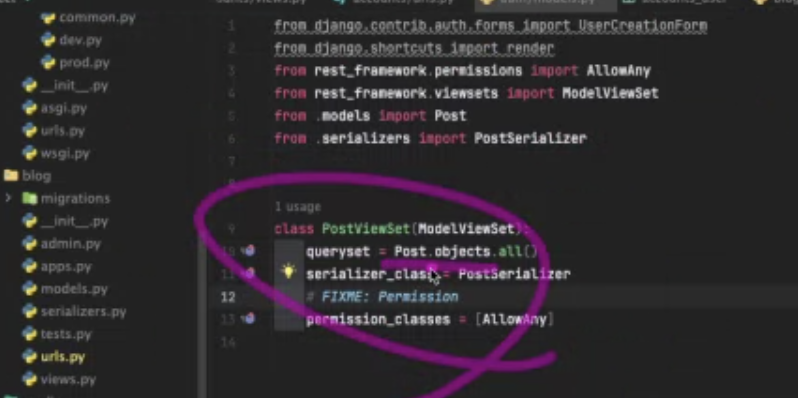 common.py
dev.py
prod.py
__init__.py
asgi.py
urls.py
wsgi.py
blog
migrations
__init__.py
admin.py
apps.py
models.py
serializers.py
tests.py
urls.py
views.py
1 from django.contrib.auth.forms import UserCreationForm
2 from django.shortcuts import render
3 from rest_framework.permissions import AllowAny
4 from rest_framework.viewsets import ModelViewSet
5 from .models import Post
6 from .serializers import PostSerializer
7
8
1 usage
9 class PostViewSet(ModelViewSet):
10 queryset = Post.objects.all()
11 serializer_class = PostSerializer
12 # FIXME: Permission
13 permission_classes = [AllowAny]
14